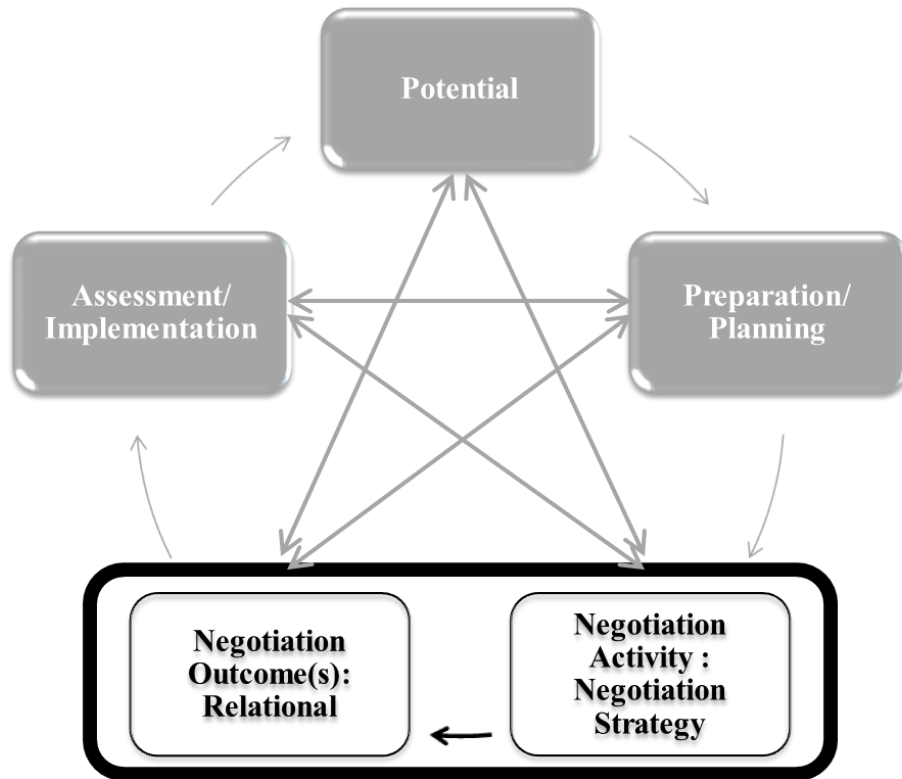 Potential
Assessment/
Implementation
Preparation/
Planning
Negotiation
Outcome(s):
Relational
Negotiation
Activity :
Negotiation
Strategy